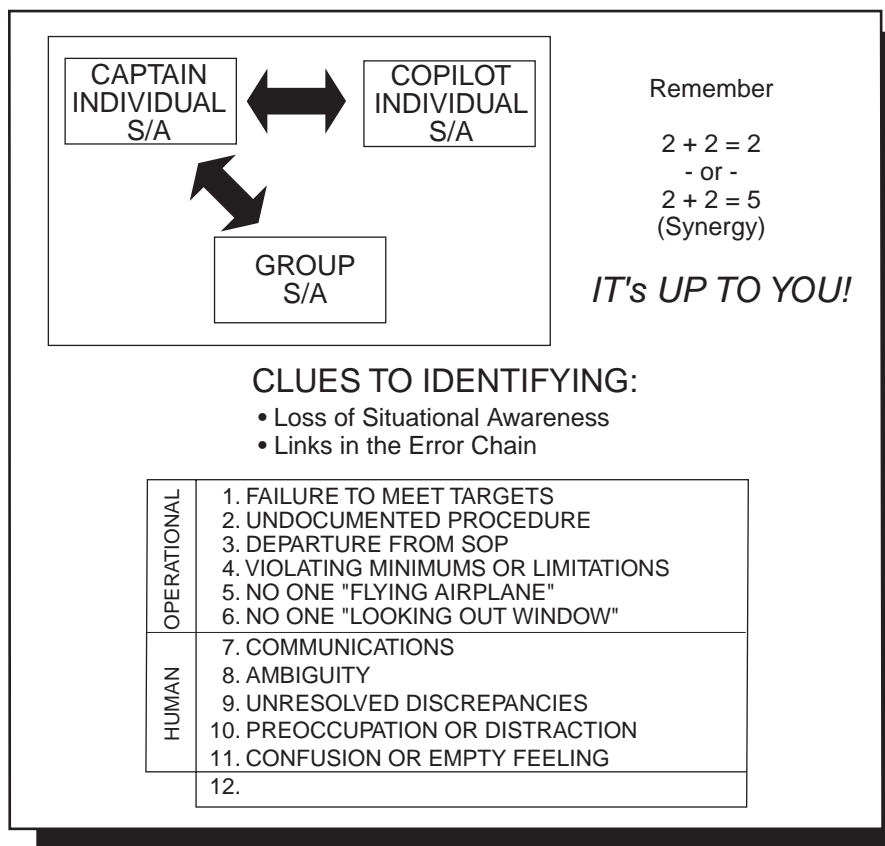 CAPTAIN
INDIVIDUAL
S/A
COPILOT
INDIVIDUAL
S/A
GROUP
S/A
Remember
2 + 2 = 2
- or -
2 + 2 = 5
(Synergy)
IT's UP TO YOU!
CLUES TO IDENTIFYING:
• Loss of Situational Awareness
• Links in the Error Chain
OPERATIONAL
1. FAILURE TO MEET TARGETS
2. UNDOCUMENTED PROCEDURE
3. DEPARTURE FROM SOP
4. VIOLATING MINIMUMS OR LIMITATIONS
5. NO ONE "FLYING AIRPLANE"
6. NO ONE "LOOKING OUT WINDOW"
HUMAN
7. COMMUNICATIONS
8. AMBIGUITY
9. UNRESOLVED DISCREPANCIES
10. PREOCCUPATION OR DISTRACTION
11. CONFUSION OR EMPTY FEELING
12.